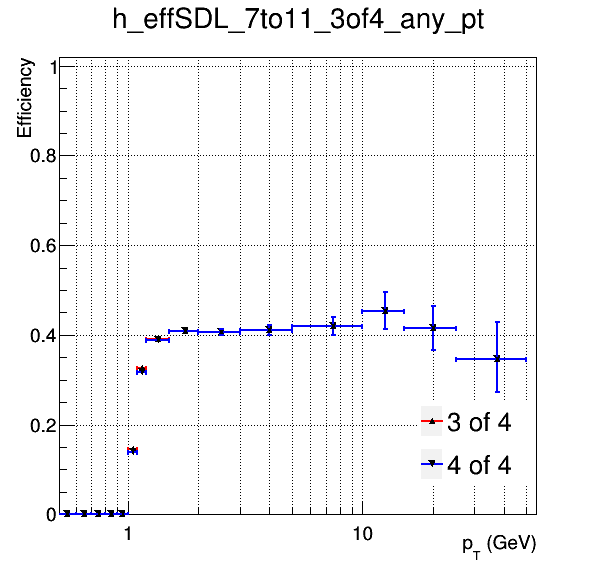 h_effSDL_7to11_3of4_any_pt
Efficiency
1
0.8
0.6
0.4
0.2
0
3 of 4
4 of 4
1
10
p_T (GeV)